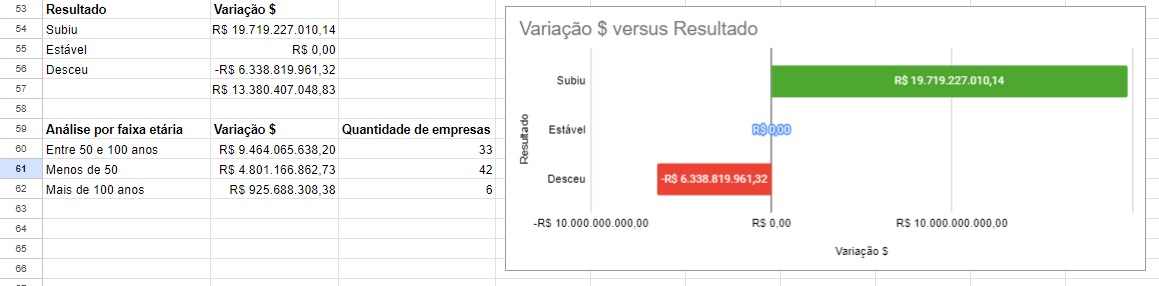 53 Resultado Variação $
54 Subiu R$ 19.719.227.010,14
55 Estável R$ 0,00
56 Desceu -R$ 6.338.819.961,32
57 R$ 13.380.407.048,83
58
59 Análise por faixa etária Variação $ Quantidade de empresas
60 Entre 50 e 100 anos R$ 9.464.065.638,20 33
61 Menos de 50 R$ 4.801.166.862,73 42
62 Mais de 100 anos R$ 925.688.308,38 6
63
64
65
66
Variação $ versus Resultado
Resultado
Subiu R$ 19.719.227.010,14
Estável R$ 0,00
Desceu -R$ 6.338.819.961,32
-R$ 10.000.000.000,00 R$ 0,00 R$ 10.000.000.000,00
Variação $